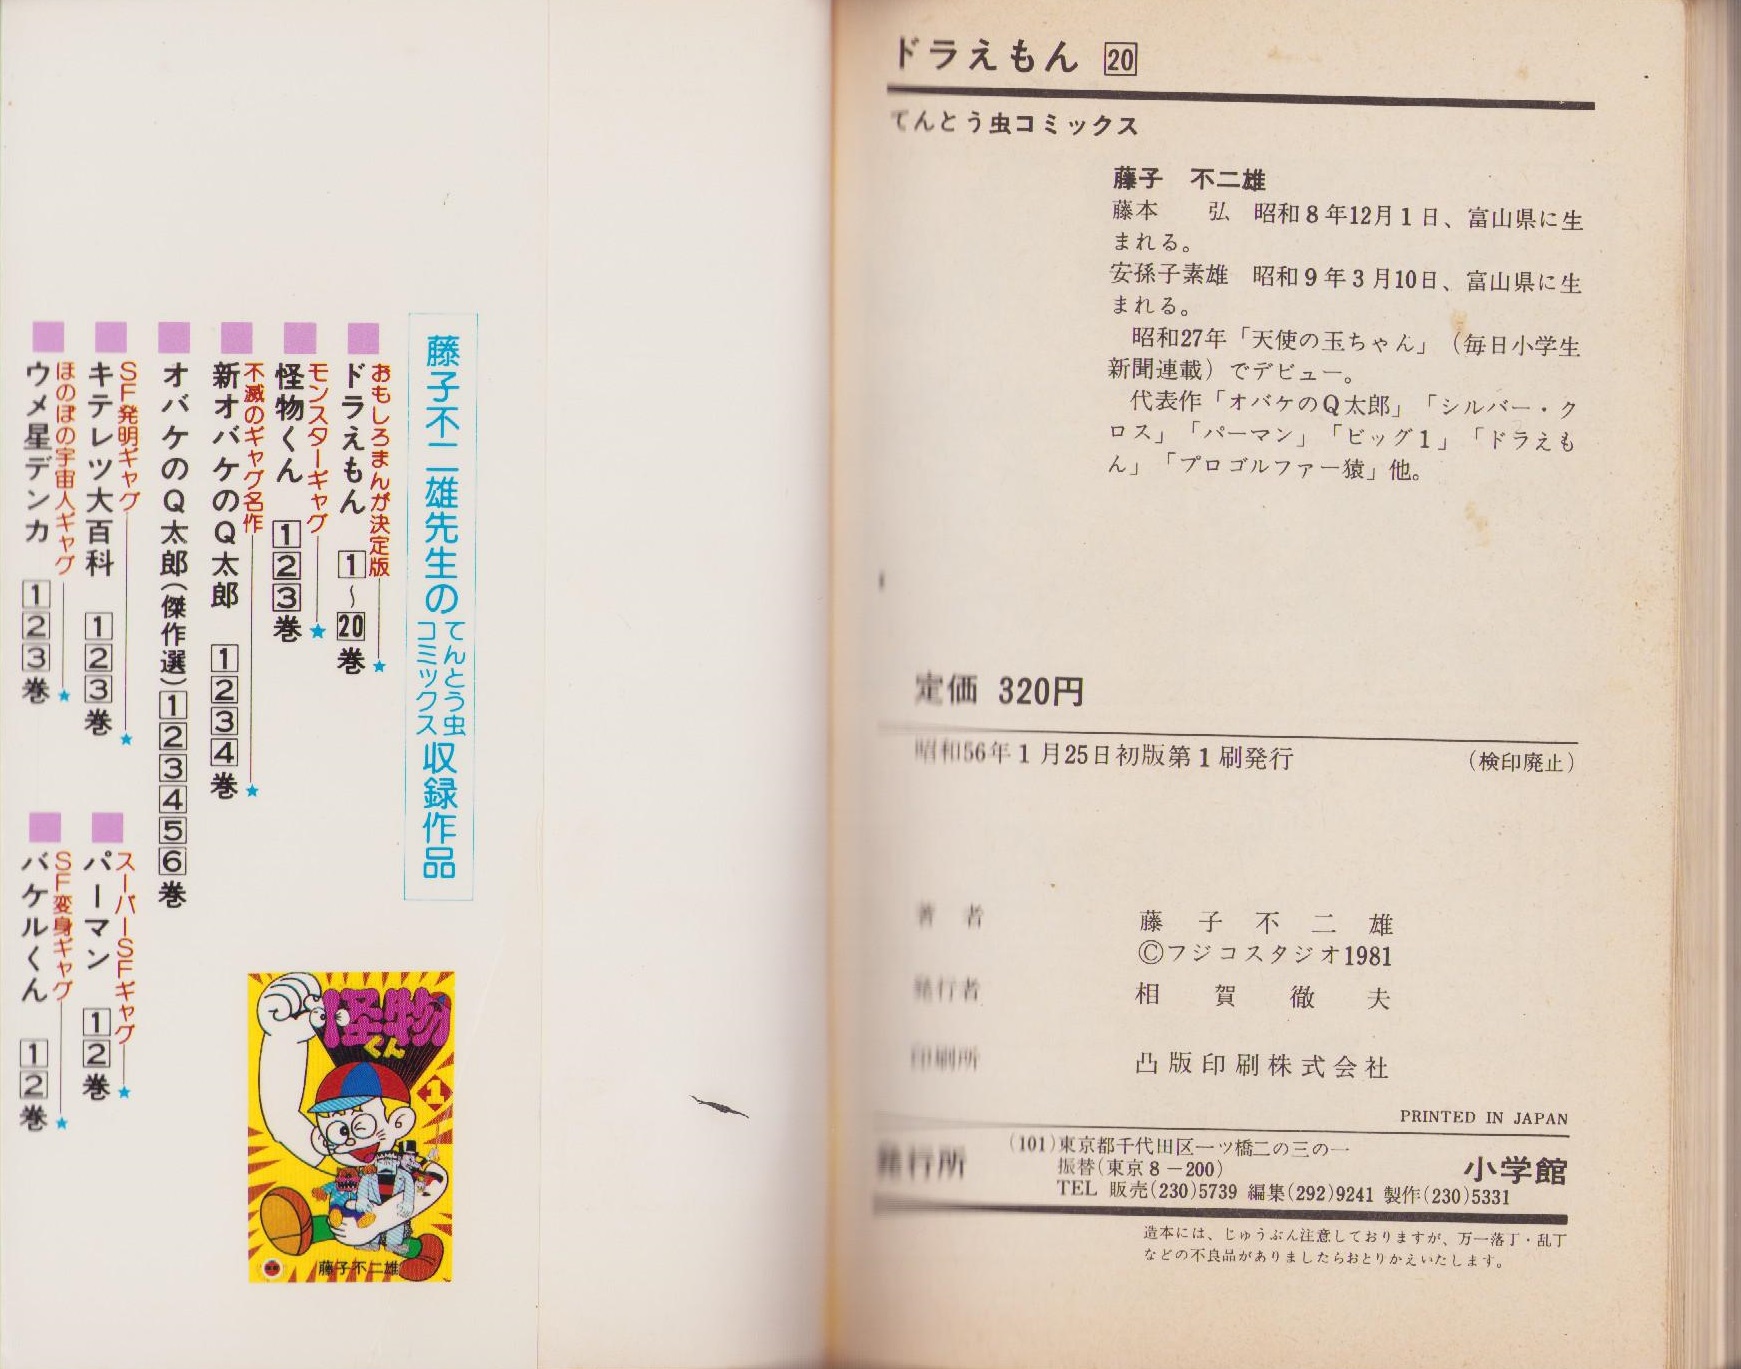 ドラえもん 20
てんとう虫コミックス
藤子　不二雄
藤本　　弘　昭和8年12月1日、富山県に生
まれる。
安孫子素雄　昭和9年3月10日、富山県に生
まれる。
昭和27年「天使の玉ちゃん」（毎日小学生
新聞連載）でデビュー。
代表作「オバケのQ太郎」「シルバー・ク
ロス」「パーマン」「ビッグ1」「ドラえも
ん」「プロゴルファー猿」他。
定価 320円
昭和56年1月25日初版第1刷発行　（検印廃止）
著者　藤子不二雄
©フジコスタジオ1981
発行者　相賀徹夫
印刷所　凸版印刷株式会社
PRINTED IN JAPAN
発行所　(101)東京都千代田区一ツ橋二の三の一
振替(東京8－200)　小学館
TEL 販売(230)5739 編集(292)9241 製作(230)5331
造本には、じゅうぶん注意しておりますが、万一落丁・乱丁
などの不良品がありましたらおとりかえいたします。
藤子不二雄先生のてんとう虫コミックス収録作品
おもしろまんが決定版
ドラえもん 1～20巻
モンスターギャグ
怪物くん 1 2 3巻
不滅のギャグ名作
新オバケのQ太郎 1 2 3 4巻
オバケのQ太郎(傑作選) 1 2 3 4 5 6巻
SF発明ギャグ
キテレツ大百科 1 2 3巻
スーパーSFギャグ
パーマン 1 2巻
ほのぼの宇宙人ギャグ
ウメ星デンカ 1 2 3巻
SF変身ギャグ
バケルくん 1 2巻
怪物
くん
1
藤子不二雄